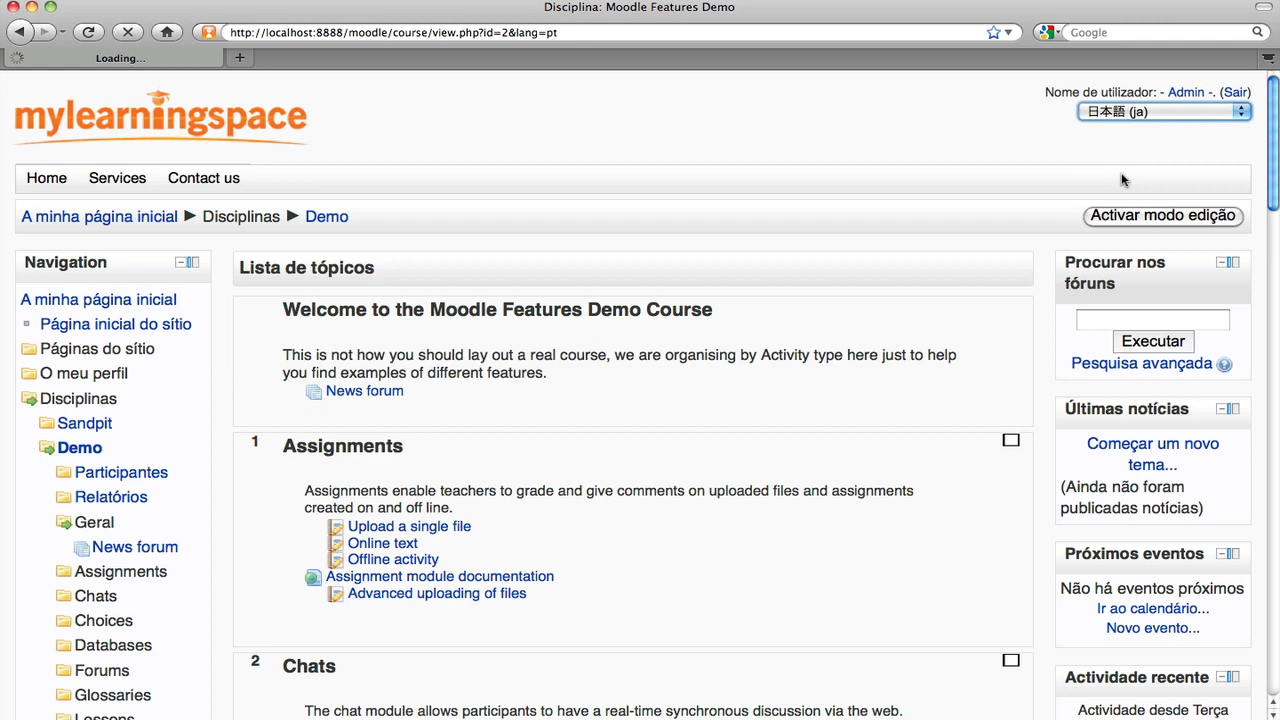 Disciplina: Moodle Features Demo
http://localhost:8888/moodle/course/view.php?id=2&lang=pt
Google
Loading...
mylearningspace
Nome de utilizador: - Admin -. (Sair)
日本語 (ja)
Home Services Contact us
A minha página inicial ► Disciplinas ► Demo
Activar modo edição
Navigation
A minha página inicial
Página inicial do sítio
Páginas do sítio
O meu perfil
Disciplinas
Sandpit
Demo
Participantes
Relatórios
Geral
News forum
Assignments
Chats
Choices
Databases
Forums
Glossaries
Lessons
Lista de tópicos
Welcome to the Moodle Features Demo Course
This is not how you should lay out a real course, we are organising by Activity type here just to help
you find examples of different features.
News forum
1 Assignments
Assignments enable teachers to grade and give comments on uploaded files and assignments
created on and off line.
Upload a single file
Online text
Offline activity
Assignment module documentation
Advanced uploading of files
2 Chats
The chat module allows participants to have a real-time synchronous discussion via the web.
Procurar nos
fóruns
Executar
Pesquisa avançada
Últimas notícias
Começar um novo
tema...
(Ainda não foram
publicadas notícias)
Próximos eventos
Não há eventos próximos
Ir ao calendário...
Novo evento...
Actividade recente
Actividade desde Terça